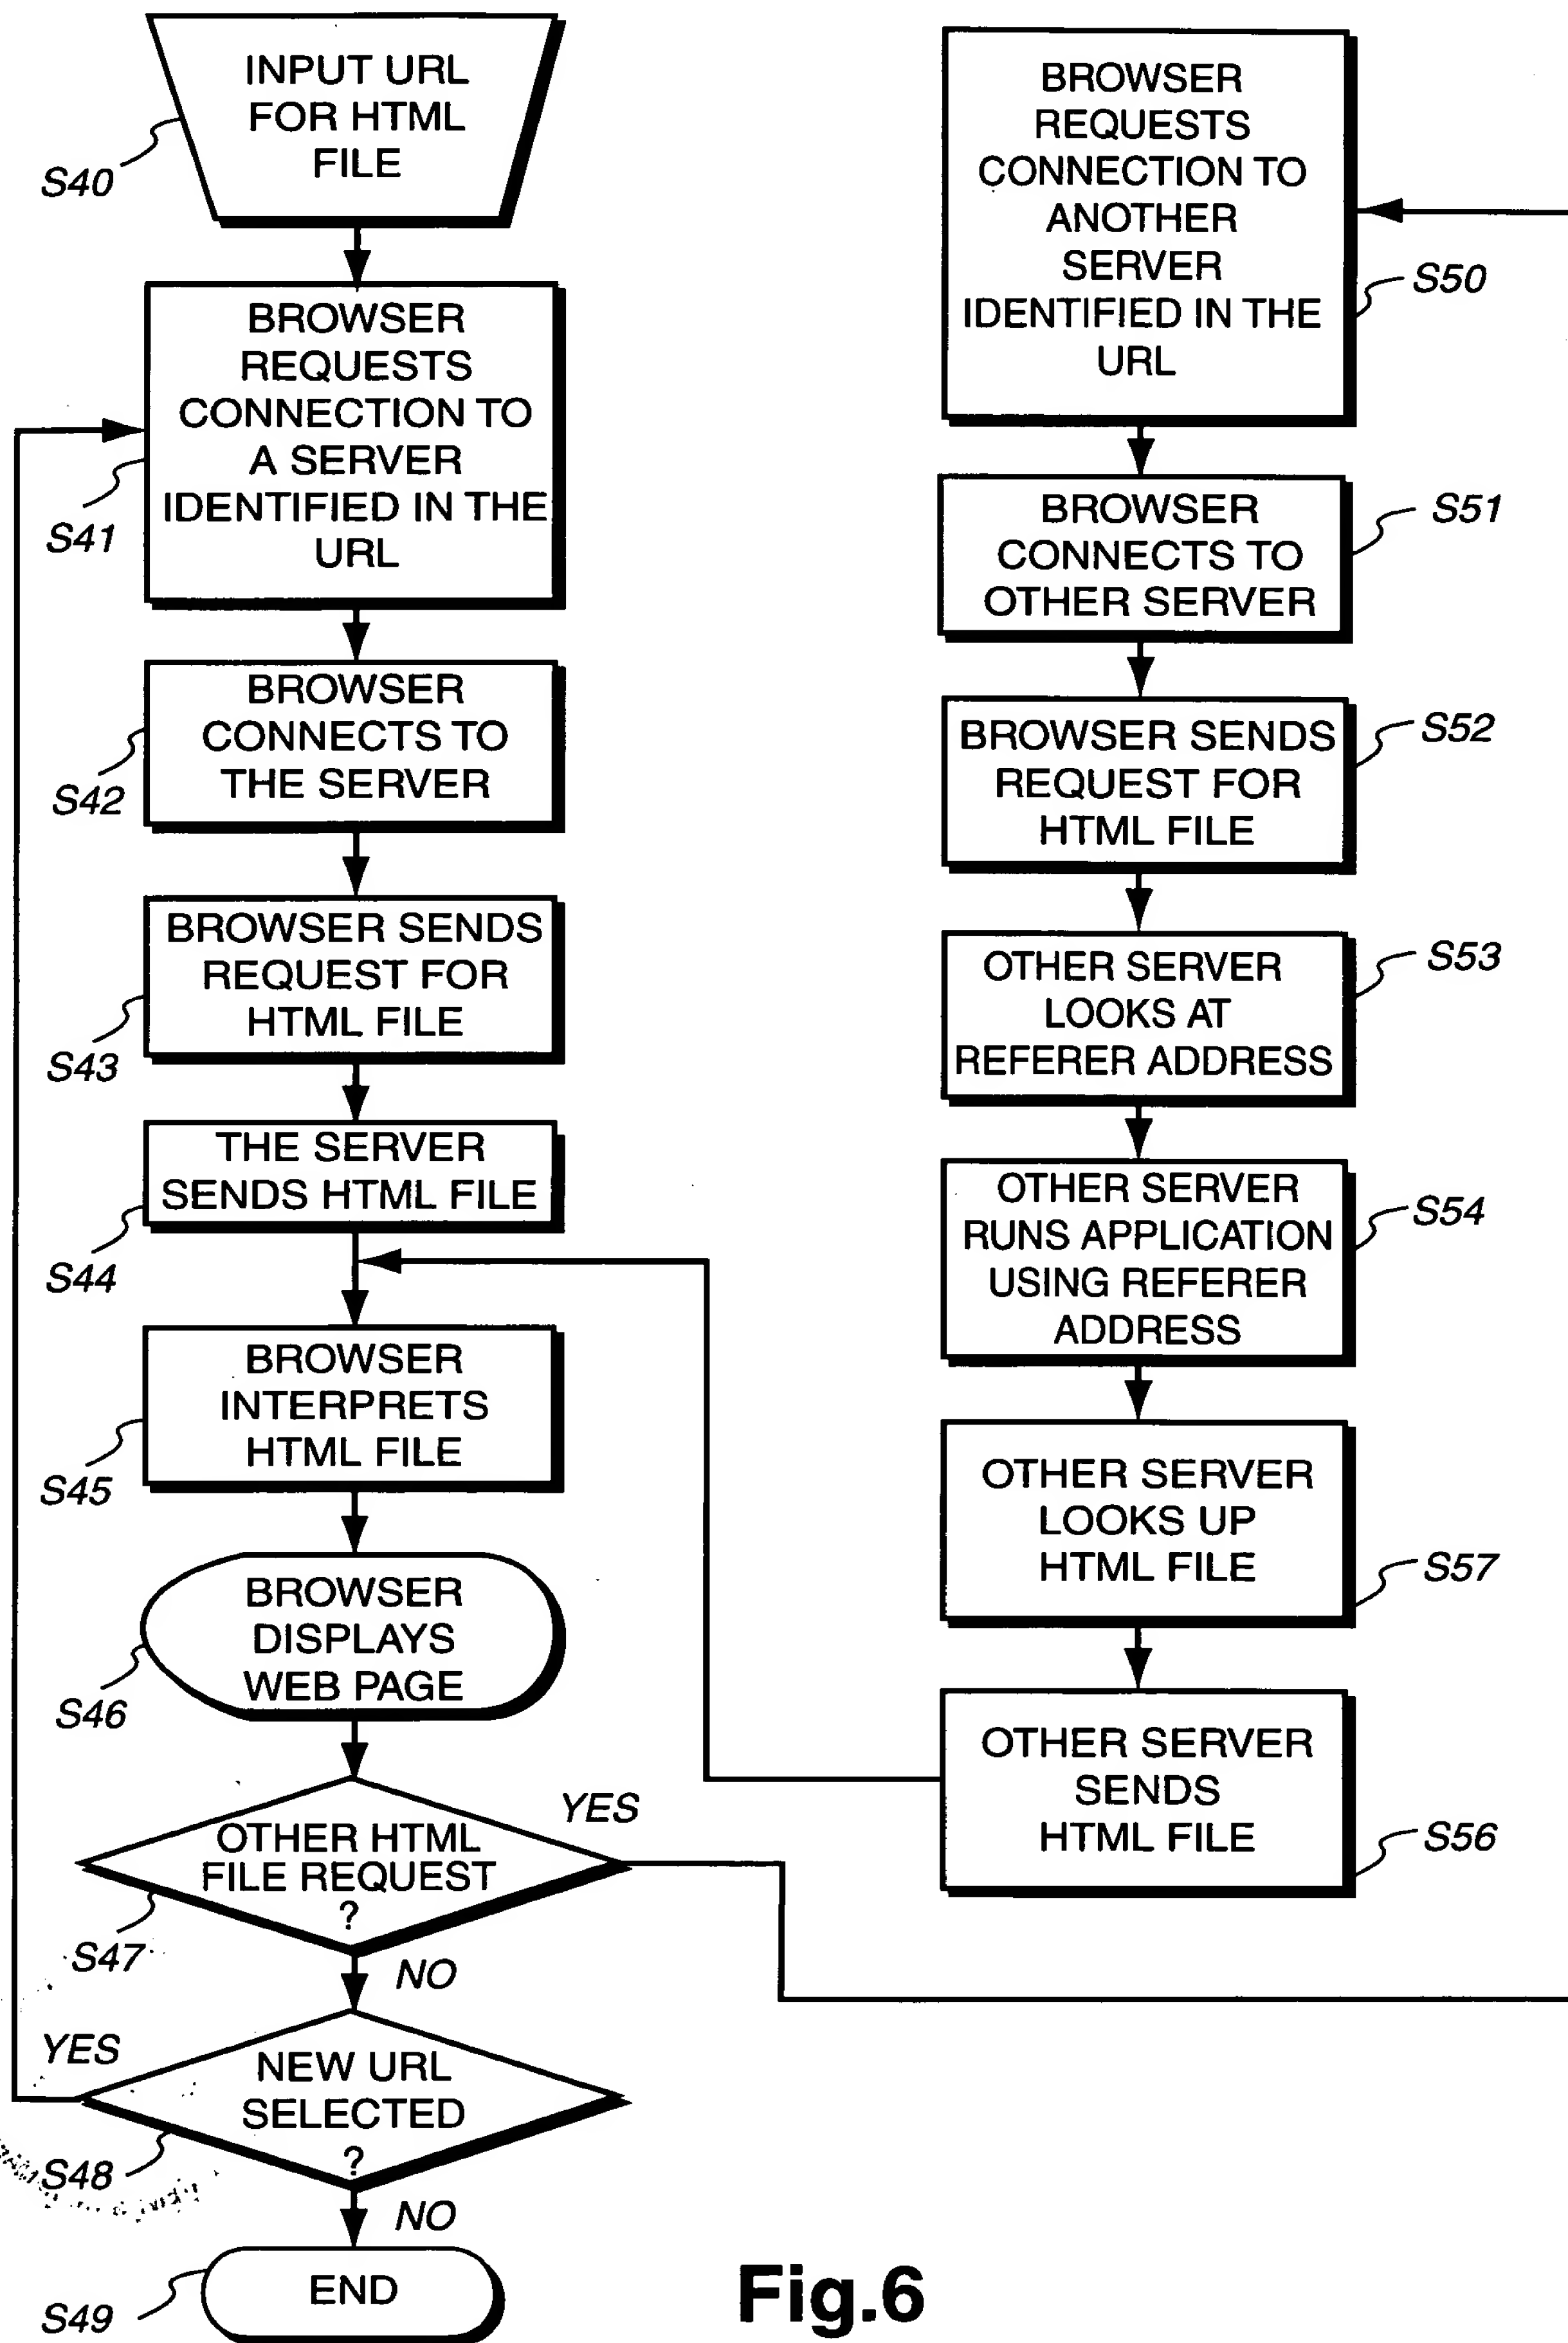 INPUT URL
FOR HTML
FILE
S40
BROWSER
REQUESTS
CONNECTION TO
A SERVER
IDENTIFIED IN THE
URL
S41
BROWSER
CONNECTS TO
THE SERVER
S42
BROWSER SENDS
REQUEST FOR
HTML FILE
S43
THE SERVER
SENDS HTML FILE
S44
BROWSER
INTERPRETS
HTML FILE
S45
BROWSER
DISPLAYS
WEB PAGE
S46
OTHER HTML
FILE REQUEST
?
S47
YES
NO
NEW URL
SELECTED
?
S48
YES
NO
END
S49
BROWSER
REQUESTS
CONNECTION TO
ANOTHER
SERVER
IDENTIFIED IN THE
URL
S50
BROWSER
CONNECTS TO
OTHER SERVER
S51
BROWSER SENDS
REQUEST FOR
HTML FILE
S52
OTHER SERVER
LOOKS AT
REFERER ADDRESS
S53
OTHER SERVER
RUNS APPLICATION
USING REFERER
ADDRESS
S54
OTHER SERVER
LOOKS UP
HTML FILE
S57
OTHER SERVER
SENDS
HTML FILE
S56
Fig.6